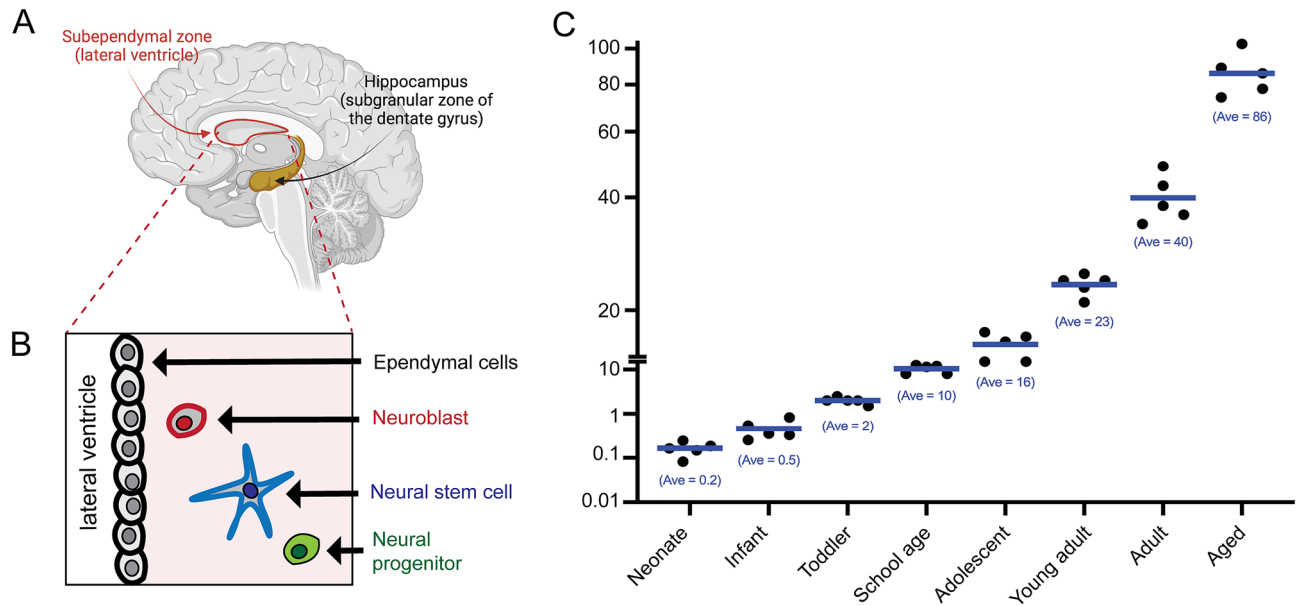 A
Subependymal zone
(lateral ventricle)
Hippocampus
(subgranular zone of
the dentate gyrus)
B
lateral ventricle
Ependymal cells
Neuroblast
Neural stem cell
Neural
progenitor
C
100
80
60
40
20
10
1
0.1
0.01
(Ave = 0.2)
(Ave = 0.5)
(Ave = 2)
(Ave = 10)
(Ave = 16)
(Ave = 23)
(Ave = 40)
(Ave = 86)
Neonate
Infant
Toddler
School age
Adolescent
Young adult
Adult
Aged